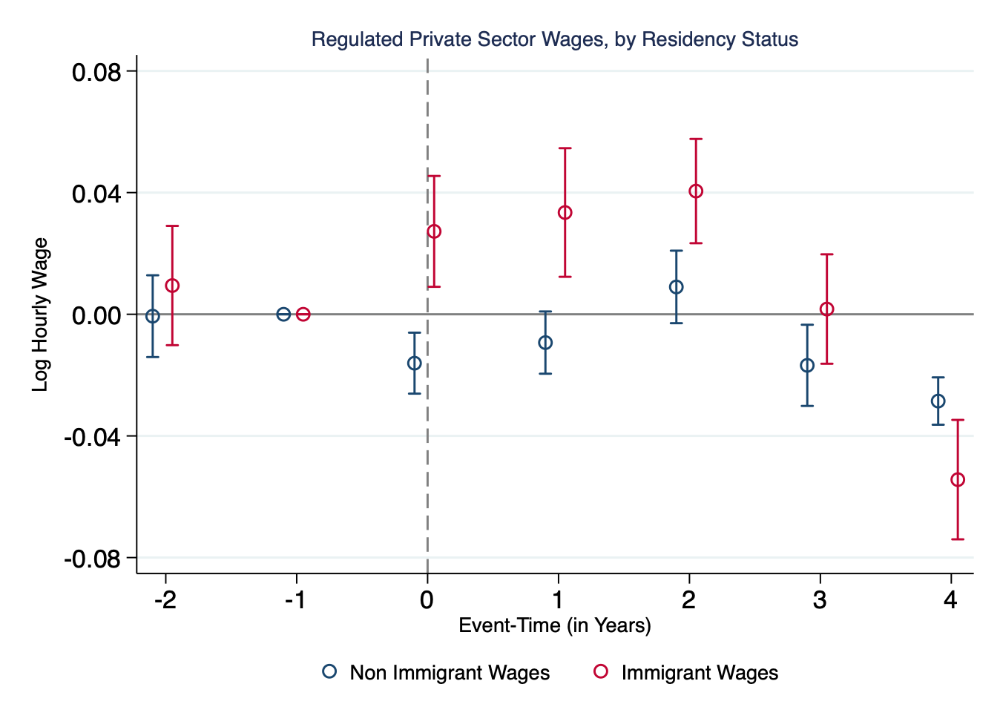 Regulated Private Sector Wages, by Residency Status
0.08
0.04
0.00
-0.04
-0.08
Log Hourly Wage
-2 -1 0 1 2 3 4
Event-Time (in Years)
Non Immigrant Wages Immigrant Wages